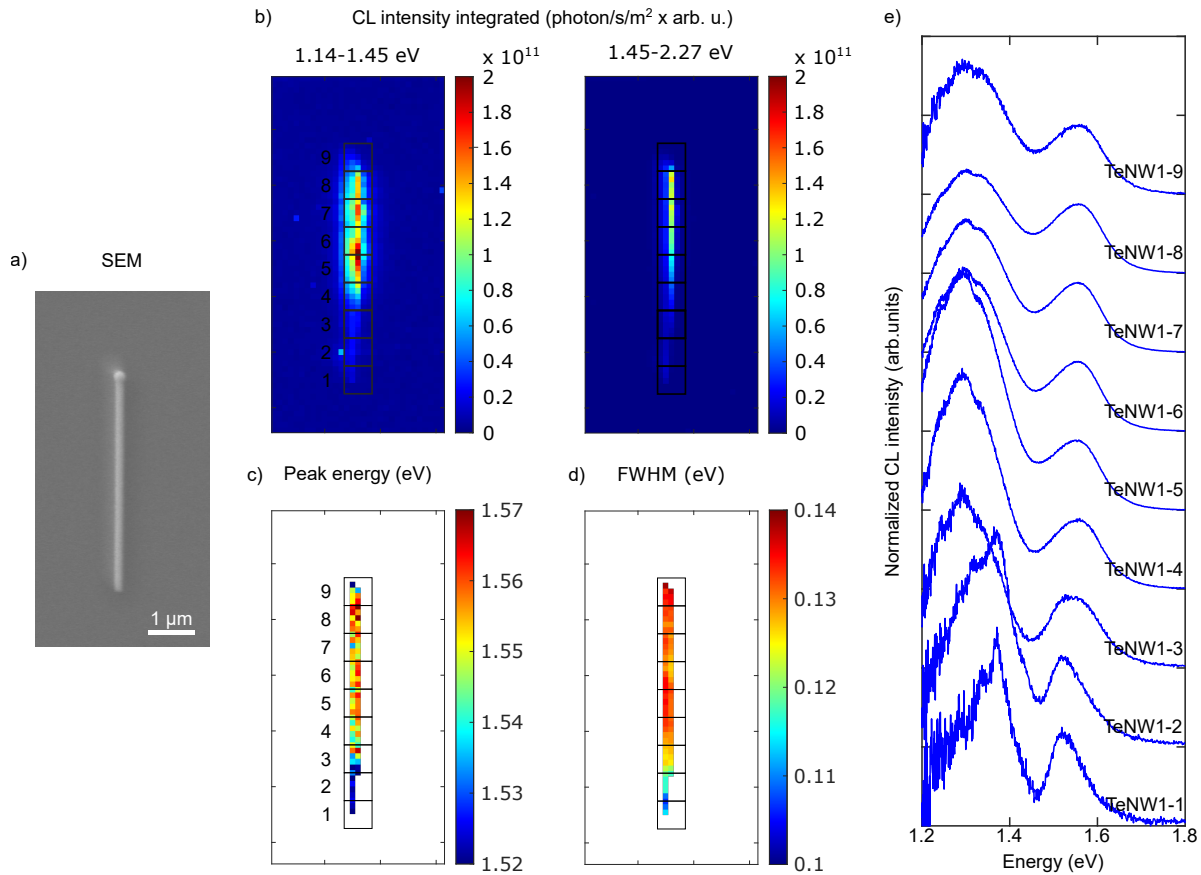 b) CL intensity integrated (photon/s/m² x arb. u.)
e)
1.14-1.45 eV
1.45-2.27 eV
x 10¹¹
2
1.8
1.6
1.4
1.2
1
0.8
0.6
0.4
0.2
0
9
8
7
6
5
4
3
2
1
x 10¹¹
2
1.8
1.6
1.4
1.2
1
0.8
0.6
0.4
0.2
0
a) SEM
1 µm
c) Peak energy (eV)
1.57
1.56
1.55
1.54
1.53
1.52
9
8
7
6
5
4
3
2
1
d) FWHM (eV)
0.14
0.13
0.12
0.11
0.1
Normalized CL intenisty (arb.units)
TeNW1-9
TeNW1-8
TeNW1-7
TeNW1-6
TeNW1-5
TeNW1-4
TeNW1-3
TeNW1-2
TeNW1-1
1.2 1.4 1.6 1.8
Energy (eV)